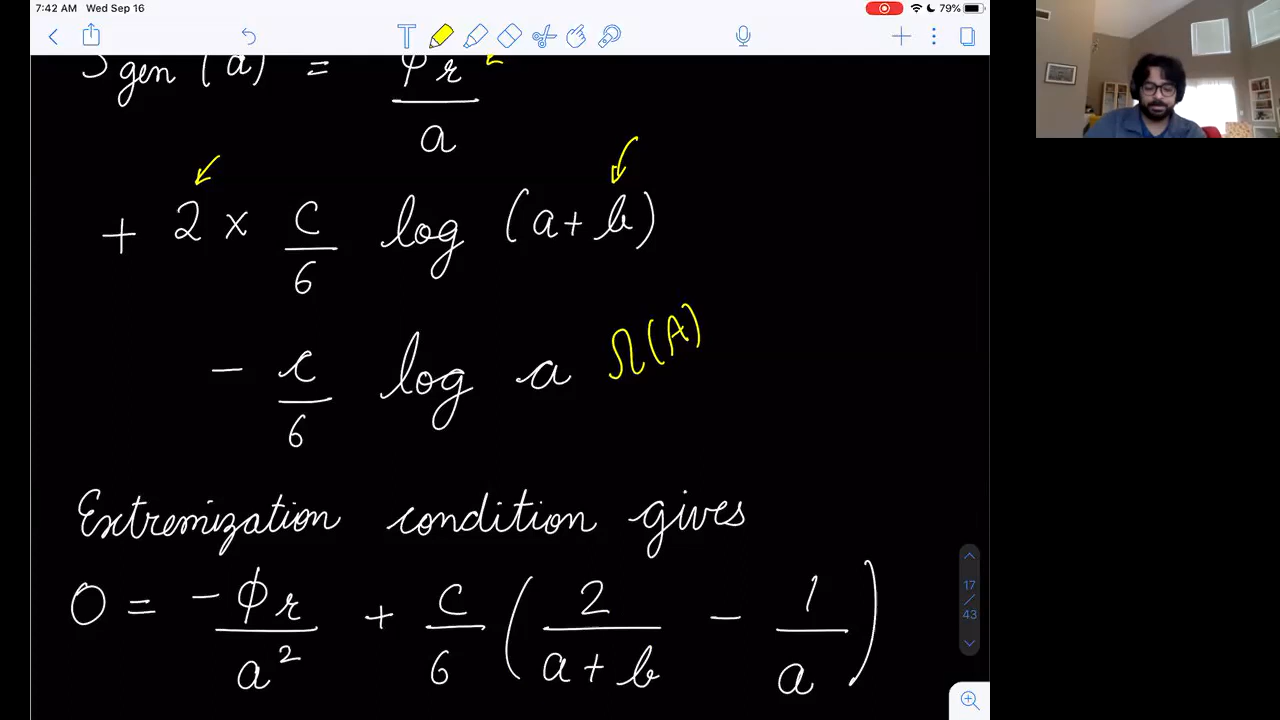 7:42 AM Wed Sep 16
79%
T
S gen (a) = ϕr / a
+ 2 × c/6 log (a + b)
- c/6 log a Ω(A)
Extremization condition gives
0 = -ϕr / a² + c/6 ( 2/(a + b) - 1/a )
17
/
43